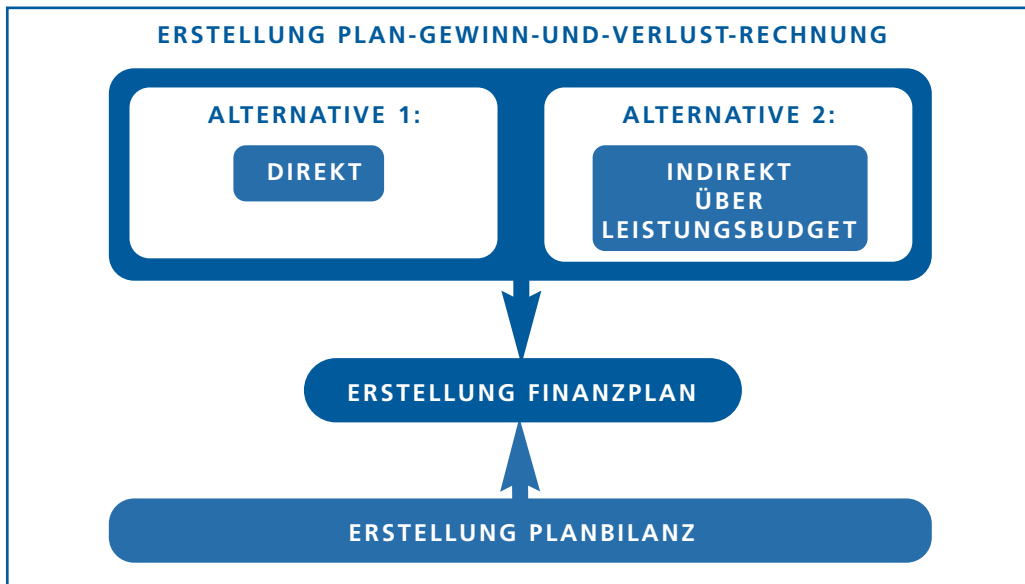 ERSTELLUNG PLAN-GEWINN-UND-VERLUST-RECHNUNG
ALTERNATIVE 1:
DIREKT
ALTERNATIVE 2:
INDIREKT
ÜBER
LEISTUNGSBUDGET
ERSTELLUNG FINANZPLAN
ERSTELLUNG PLANBILANZ